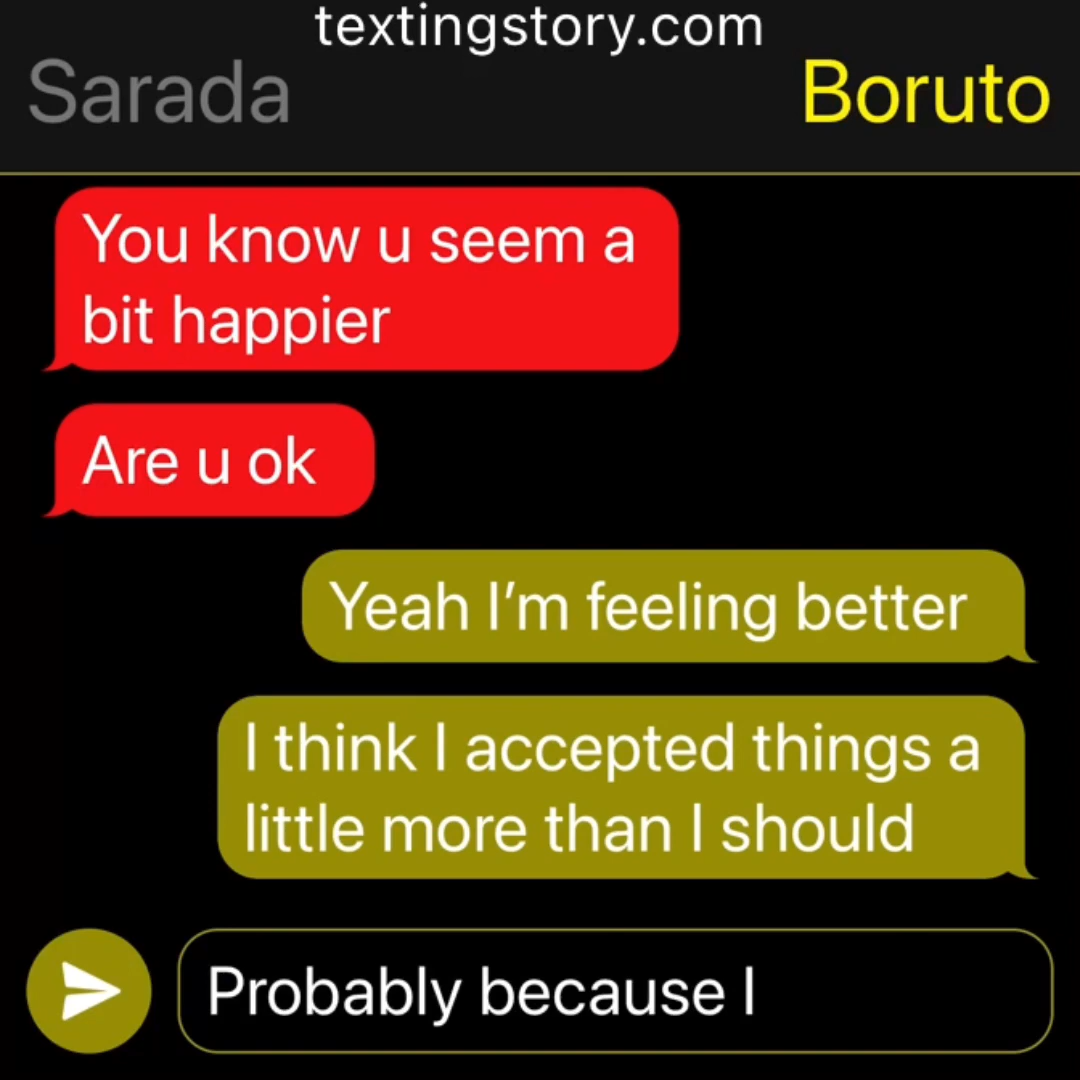 textingstory.com
Sarada
Boruto
You know u seem a
bit happier
Are u ok
Yeah I’m feeling better
I think I accepted things a
little more than I should
Probably because I